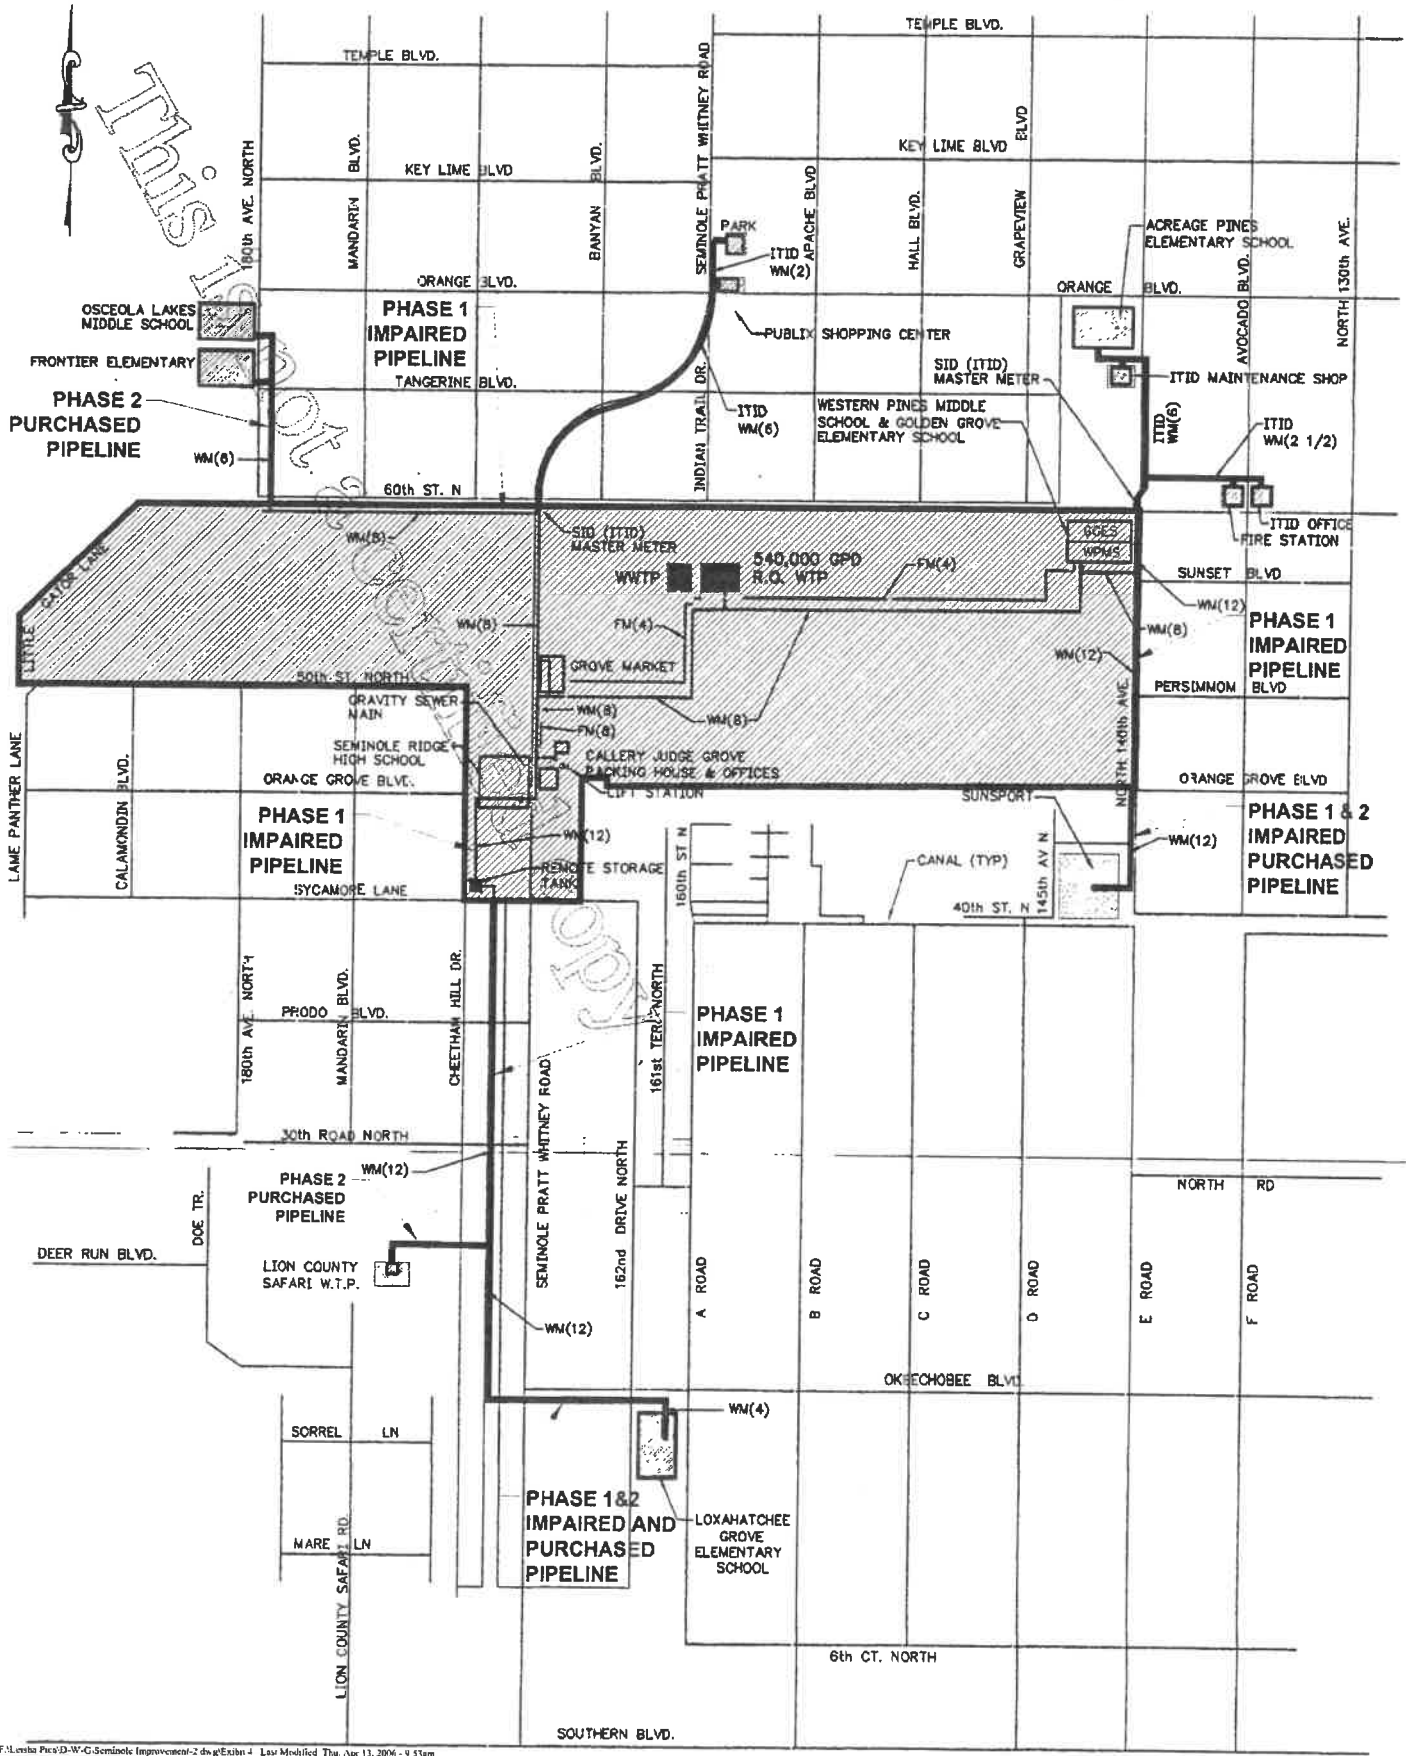 TEMPLE BLVD.
TEMPLE BLVD.
180th AVE. NORTH
MANDARIN BLVD.
KEY LIME BLVD
BANYAN BLVD.
SEMINOLE PRATT WHITNEY ROAD
APACHE BLVD
HALL BLVD.
GRAPEVIEW BLVD
KEY LIME BLVD
ACREAGE PINES
ELEMENTARY SCHOOL
AVOCADO BLVD.
NORTH 130th AVE.
PARK
ITID
WM(2)
ORANGE BLVD.
ORANGE BLVD.
OSCEOLA LAKES
MIDDLE SCHOOL
PHASE 1
IMPAIRED
PIPELINE
PUBLIX SHOPPING CENTER
FRONTIER ELEMENTARY
TANGERINE BLVD.
SID (ITID)
MASTER METER
ITID MAINTENANCE SHOP
PHASE 2
PURCHASED
PIPELINE
INDIAN TRAIL DR.
ITID
WM(6)
WESTERN PINES MIDDLE
SCHOOL & GOLDEN GROVE
ELEMENTARY SCHOOL
ITID
WM(6)
ITID
WM(2 1/2)
WM(6)
60th ST. N
ITID OFFICE
FIRE STATION
LITTLE GATOR LANE
WM(8)
SID (ITID)
MASTER METER
GGES
WPMS
WWTP
540,000 GPD
R.O. WTP
FM(4)
SUNSET BLVD
WM(12)
WM(8)
FM(4)
WM(8)
PHASE 1
IMPAIRED
PIPELINE
WM(12)
GROVE MARKET
50th ST. NORTH
PERSIMMOM BLVD
GRAVITY SEWER
MAIN
WM(8)
FM(8)
WM(8)
NORTH 140th AVE.
SEMINOLE RIDGE
HIGH SCHOOL
CALLERY JUDGE GROVE
PACKING HOUSE & OFFICES
LIFT STATION
LAME PANTHER LANE
CALAMONDIN BLVD.
ORANGE GROVE BLVD.
ORANGE GROVE BLVD
SUNSPORT
PHASE 1
IMPAIRED
PIPELINE
WM(12)
160th ST N
CANAL (TYP)
145th AV N
WM(12)
PHASE 1 & 2
IMPAIRED
PURCHASED
PIPELINE
REMOTE STORAGE
TANK
SYCAMORE LANE
40th ST. N
180th AVE. NORTH
MANDARIN BLVD.
CHEETHAM HILL DR.
PRODO BLVD.
161st TERR NORTH
PHASE 1
IMPAIRED
PIPELINE
SEMINOLE PRATT WHITNEY ROAD
30th ROAD NORTH
WM(12)
PHASE 2
PURCHASED
PIPELINE
162nd DRIVE NORTH
NORTH RD
DOE TR.
DEER RUN BLVD.
LION COUNTY
SAFARI W.T.P.
A ROAD
B ROAD
C ROAD
D ROAD
E ROAD
F ROAD
WM(12)
OKEECHOBEE BLVD.
WM(4)
SORREL LN
PHASE 1&2
IMPAIRED AND
PURCHASED
PIPELINE
LOXAHATCHEE
GROVE
ELEMENTARY
SCHOOL
MARE LN
LION COUNTY SAFARI RD.
6th CT. NORTH
SOUTHERN BLVD.
This is not a
Last Modified Thu, Apr 13, 2006 - 9:53am